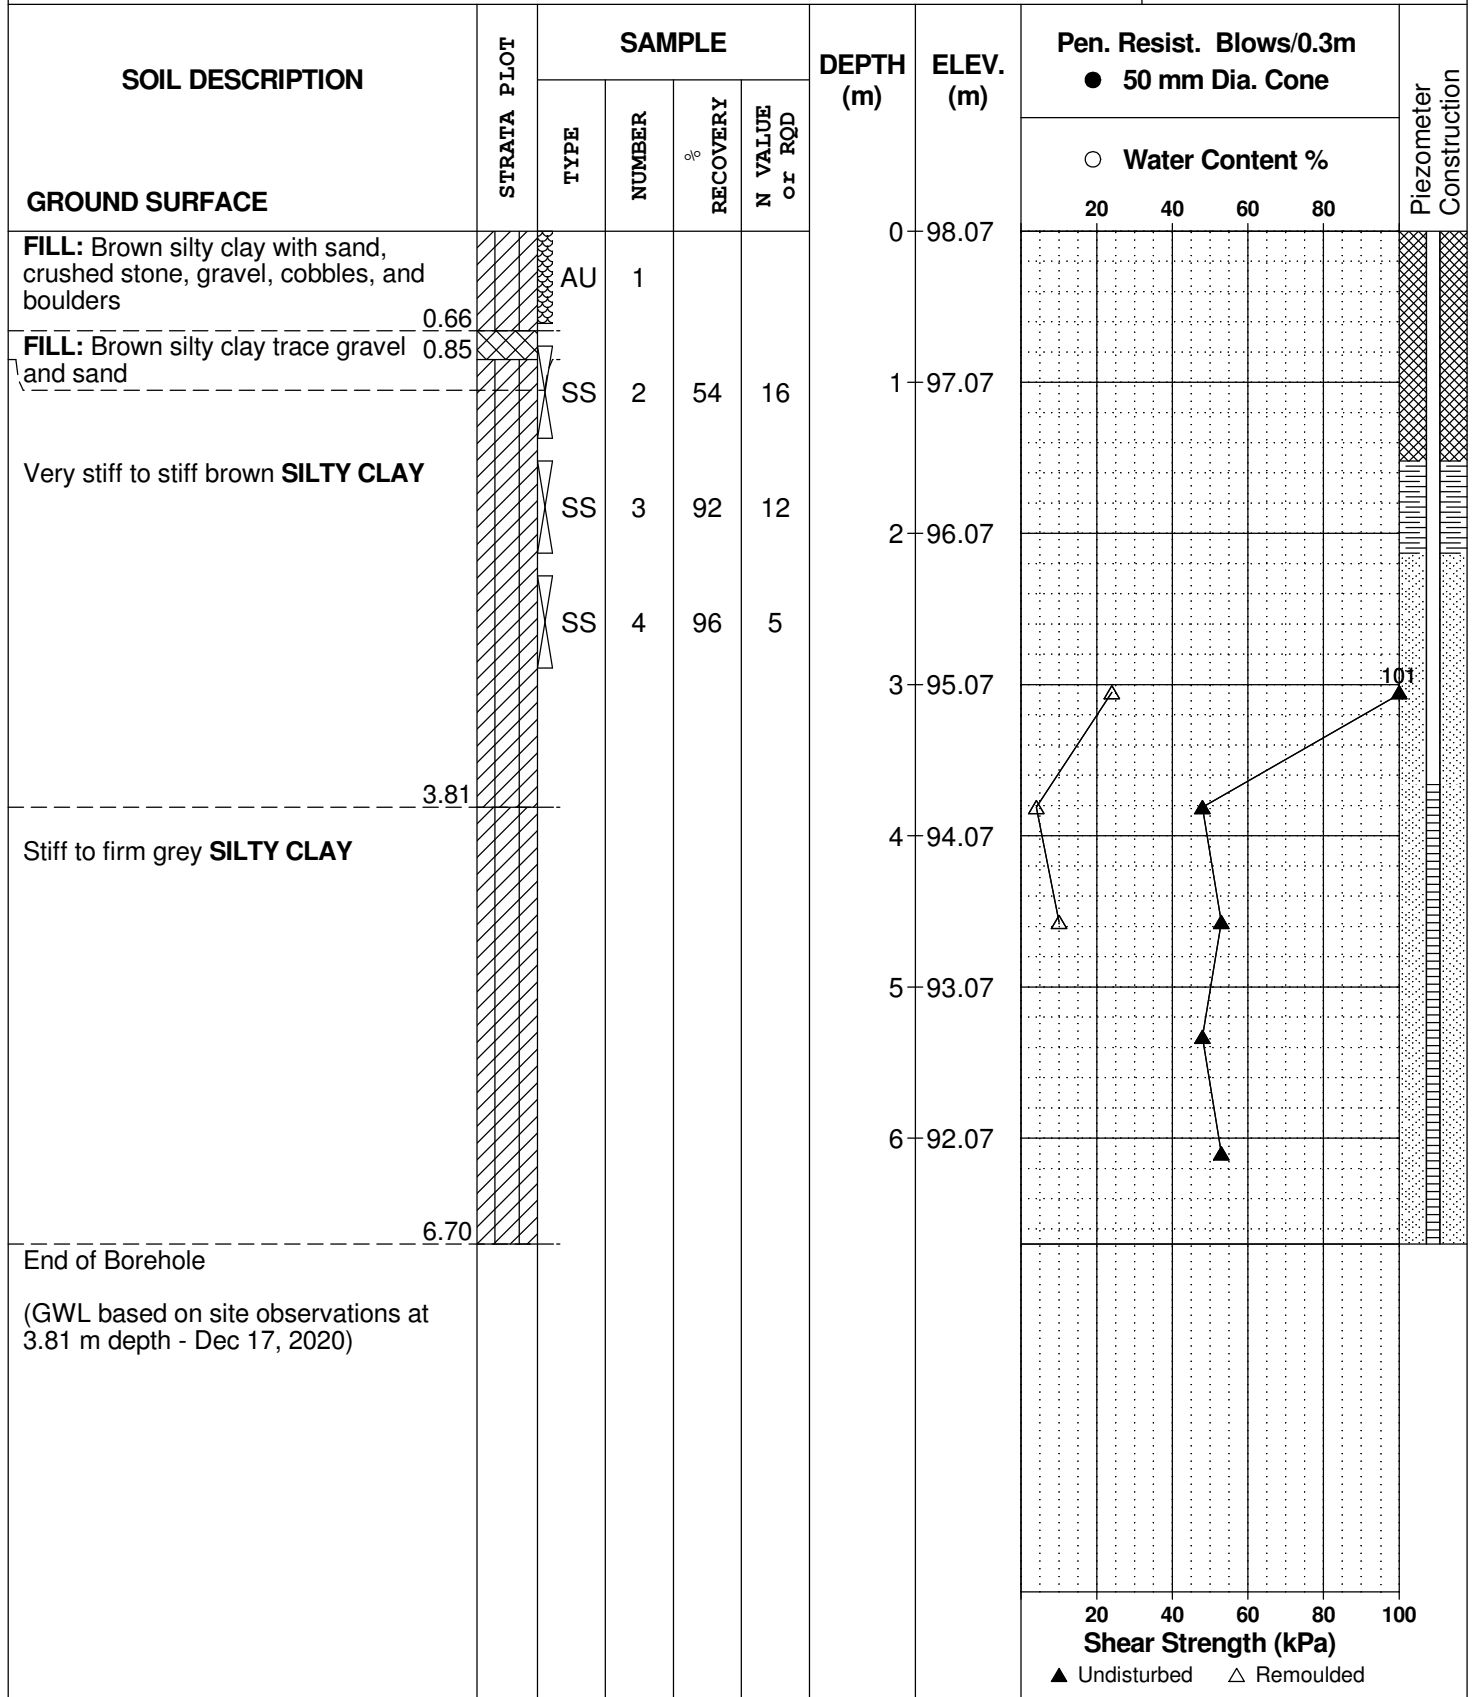 SOIL DESCRIPTION
GROUND SURFACE
STRATA PLOT
SAMPLE
TYPE
NUMBER
% RECOVERY
N VALUE or RQD
DEPTH (m)
ELEV. (m)
Pen. Resist. Blows/0.3m
● 50 mm Dia. Cone
○ Water Content %
20 40 60 80
Piezometer Construction
FILL: Brown silty clay with sand,
crushed stone, gravel, cobbles, and
boulders
0.66
FILL: Brown silty clay trace gravel 0.85
and sand
Very stiff to stiff brown SILTY CLAY
3.81
Stiff to firm grey SILTY CLAY
6.70
End of Borehole
(GWL based on site observations at
3.81 m depth - Dec 17, 2020)
AU 1
SS 2 54 16
SS 3 92 12
SS 4 96 5
0 98.07
1 97.07
2 96.07
3 95.07
4 94.07
5 93.07
6 92.07
101
20 40 60 80 100
Shear Strength (kPa)
▲ Undisturbed △ Remoulded